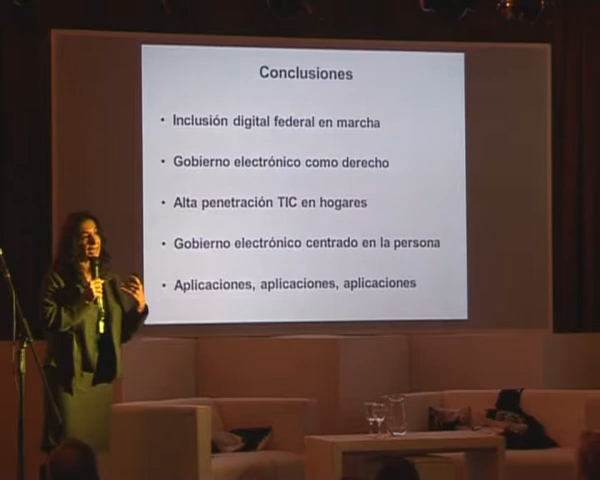 Conclusiones
• Inclusión digital federal en marcha
• Gobierno electrónico como derecho
• Alta penetración TIC en hogares
• Gobierno electrónico centrado en la persona
• Aplicaciones, aplicaciones, aplicaciones